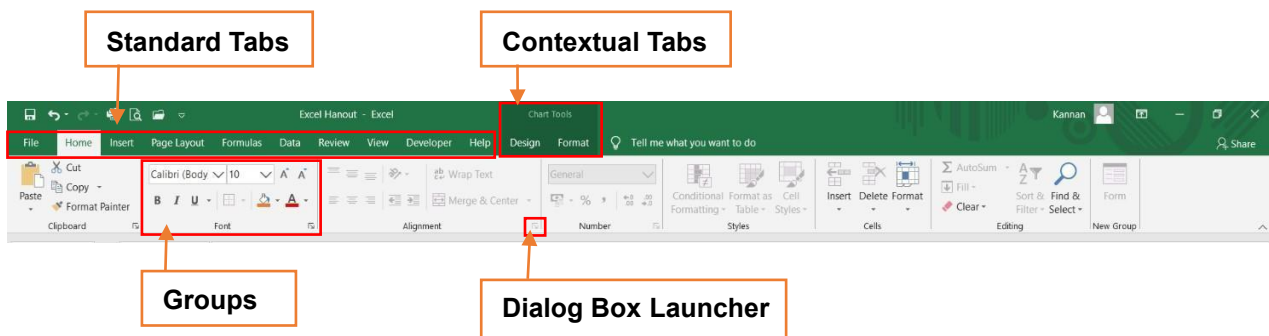 Standard Tabs
Contextual Tabs
Excel Hanout - Excel
Chart Tools
Kannan
File Home Insert Page Layout Formulas Data Review View Developer Help Design Format Tell me what you want to do
Share
Cut
Calibri (Body 10 A A
Wrap Text
General
AutoSum
Copy
Fill
Paste
Format Painter
B I U A
Merge & Center
% ,
Conditional Format as Cell
Formatting Table Styles
Insert Delete Format
Clear
Sort & Find &
Filter Select
Form
Clipboard
Font
Alignment
Number
Styles
Cells
Editing
New Group
Groups
Dialog Box Launcher